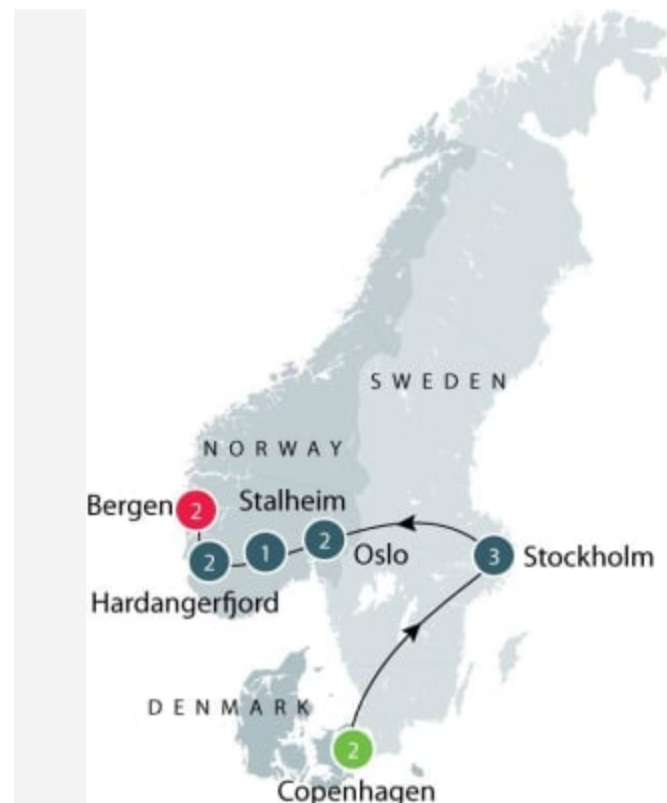 SWEDEN
NORWAY
Bergen
2
Stalheim
2
1
2
Oslo
3
Stockholm
Hardangerfjord
DENMARK
2
Copenhagen